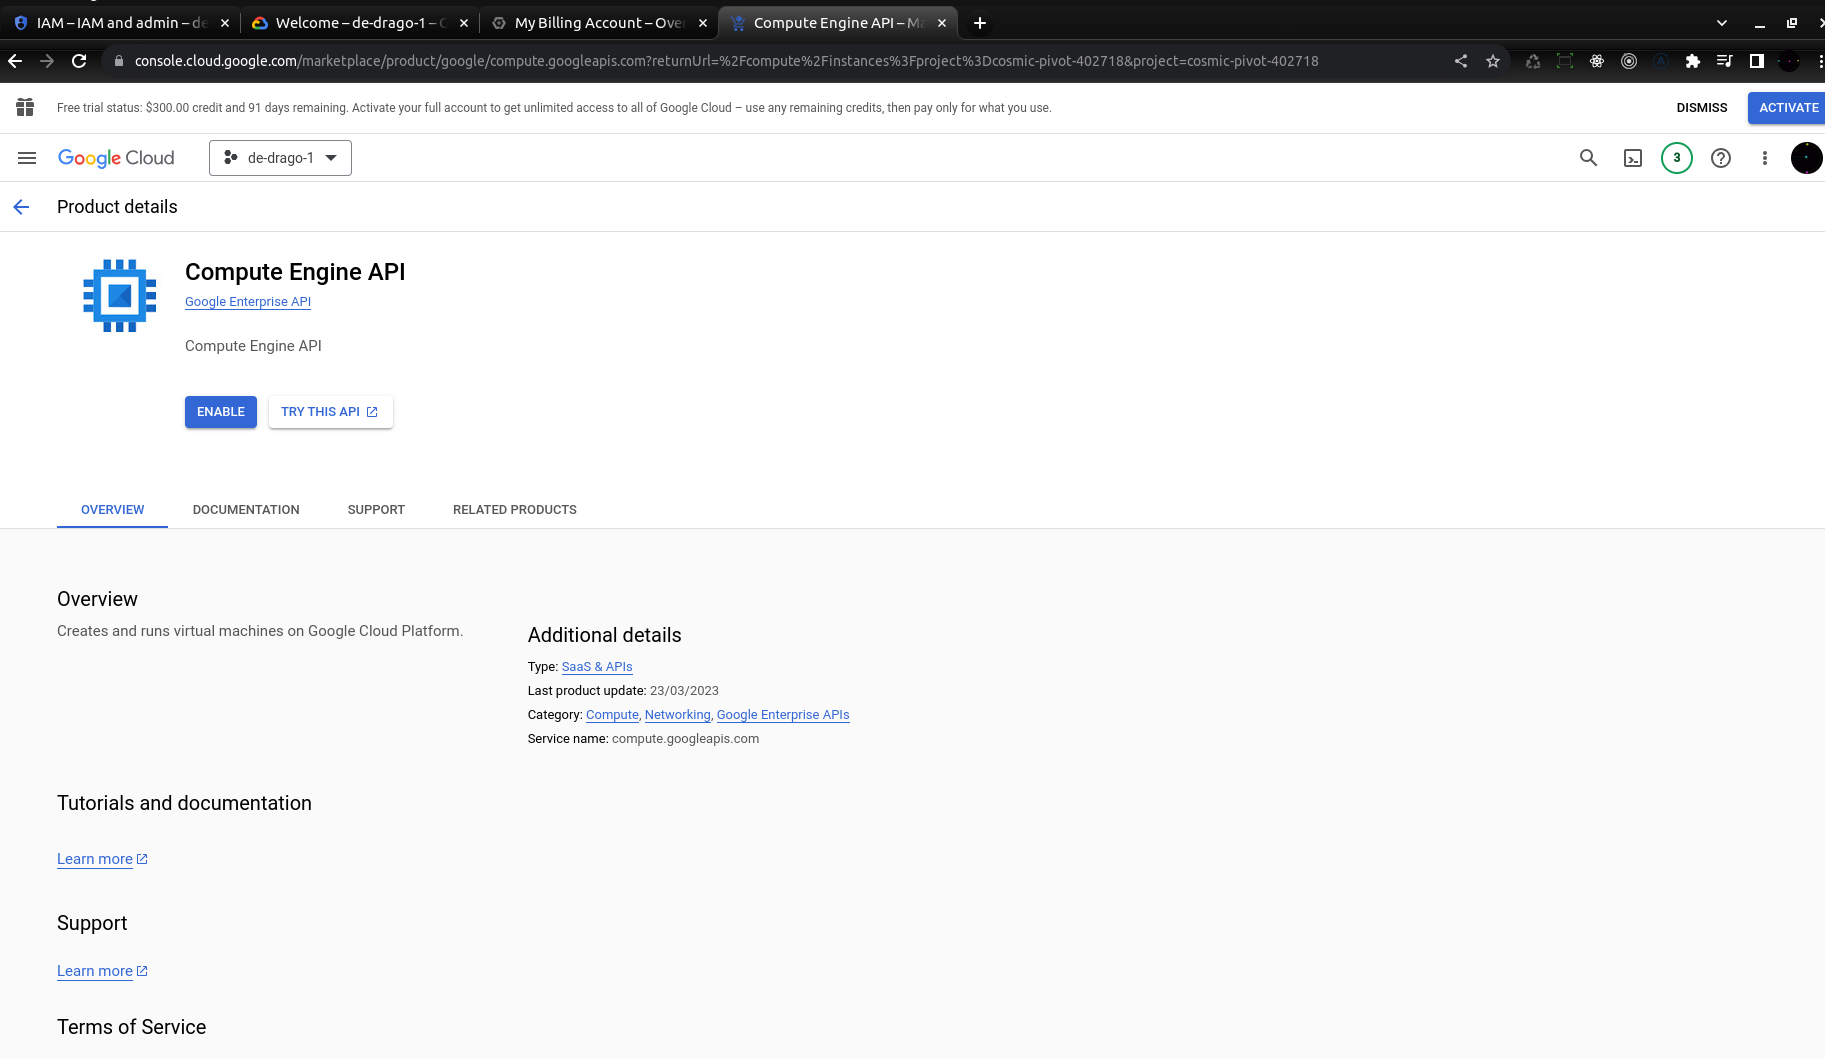 IAM – IAM and admin – de
Welcome – de-drago-1 –
My Billing Account – Over
Compute Engine API – Ma
console.cloud.google.com/marketplace/product/google/compute.googleapis.com?returnUrl=%2Fcompute%2Finstances%3Fproject%3Dcosmic-pivot-402718&project=cosmic-pivot-402718
Free trial status: $300.00 credit and 91 days remaining. Activate your full account to get unlimited access to all of Google Cloud – use any remaining credits, then pay only for what you use.
DISMISS
ACTIVATE
Google Cloud
de-drago-1
3
Product details
Compute Engine API
Google Enterprise API
Compute Engine API
ENABLE
TRY THIS API
OVERVIEW
DOCUMENTATION
SUPPORT
RELATED PRODUCTS
Overview
Creates and runs virtual machines on Google Cloud Platform.
Additional details
Type: SaaS & APIs
Last product update: 23/03/2023
Category: Compute, Networking, Google Enterprise APIs
Service name: compute.googleapis.com
Tutorials and documentation
Learn more
Support
Learn more
Terms of Service